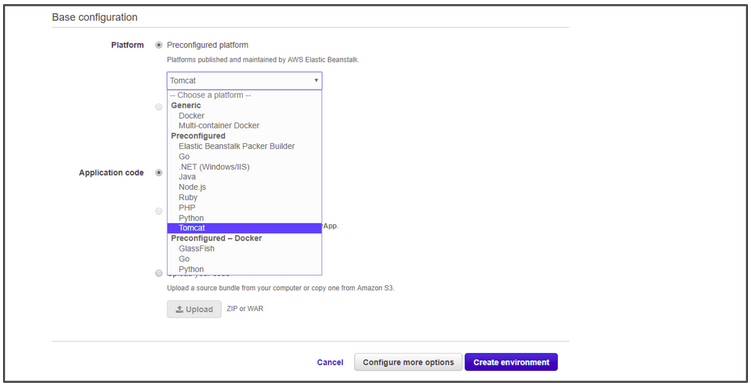 Base configuration
Platform
Preconfigured platform
Platforms published and maintained by AWS Elastic Beanstalk.
Tomcat
-- Choose a platform --
Generic
Docker
Multi-container Docker
Preconfigured
Elastic Beanstalk Packer Builder
Go
.NET (Windows/IIS)
Java
Application code
Node.js
Ruby
PHP
Python
Tomcat
App.
Preconfigured – Docker
GlassFish
Go
Python
Upload a source bundle from your computer or copy one from Amazon S3.
Upload
ZIP or WAR
Cancel
Configure more options
Create environment